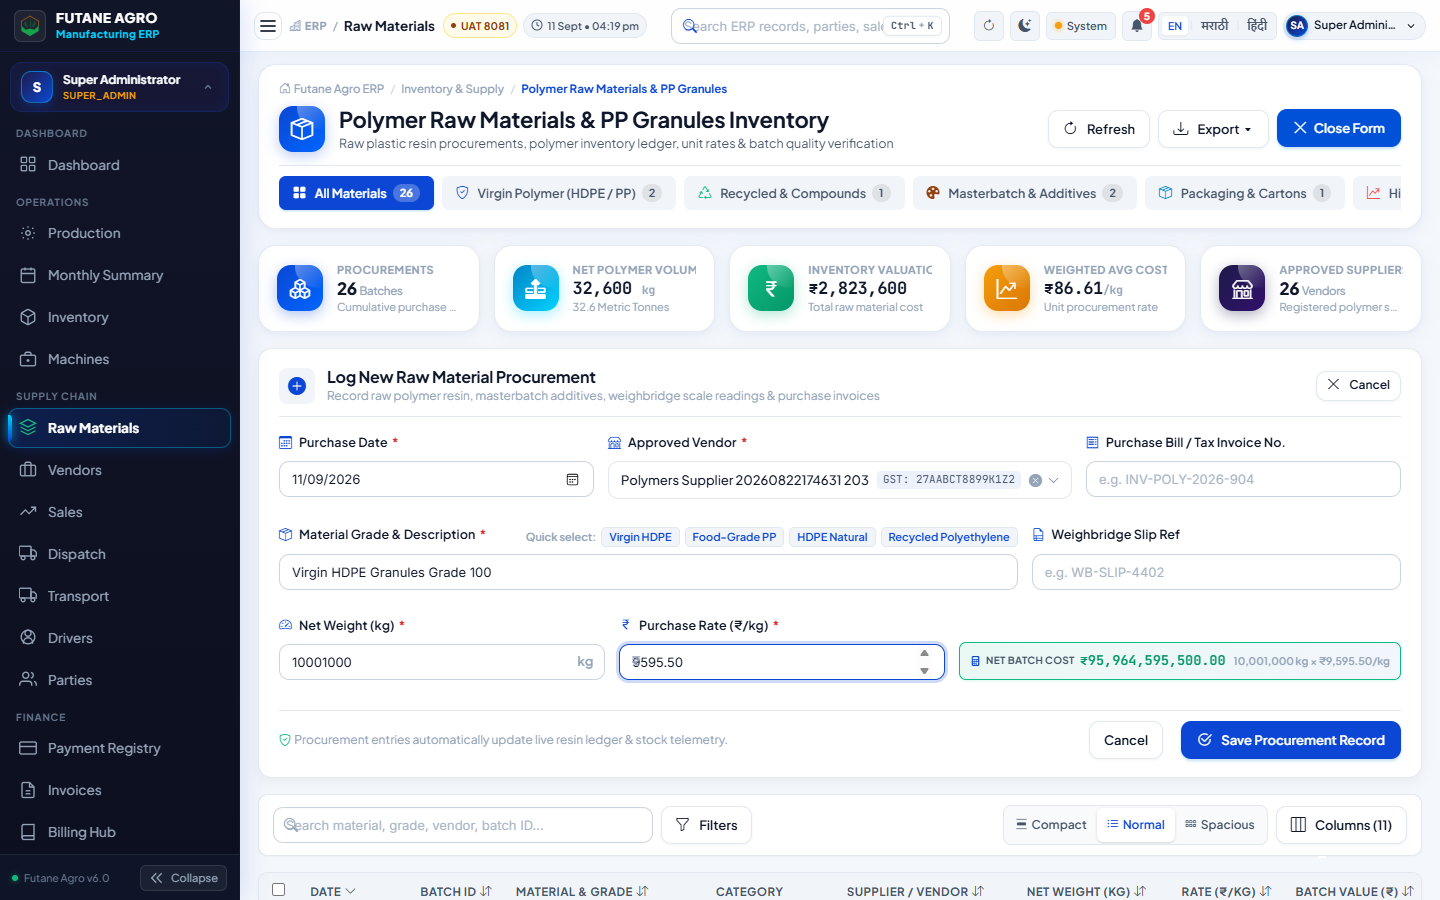 FUTANE AGRO
Manufacturing ERP
S
Super Administrator
SUPER_ADMIN
DASHBOARD
Dashboard
OPERATIONS
Production
Monthly Summary
Inventory
Machines
SUPPLY CHAIN
Raw Materials
Vendors
Sales
Dispatch
Transport
Drivers
Parties
FINANCE
Payment Registry
Invoices
Billing Hub
Futane Agro v6.0
Collapse
ERP / Raw Materials
UAT 8081
11 Sept • 04:19 pm
Search ERP records, parties, sale
Ctrl + K
System
5
EN
मराठी
हिंदी
SA
Super Admini...
Futane Agro ERP / Inventory & Supply / Polymer Raw Materials & PP Granules
Polymer Raw Materials & PP Granules Inventory
Raw plastic resin procurements, polymer inventory ledger, unit rates & batch quality verification
Refresh
Export
Close Form
All Materials 26
Virgin Polymer (HDPE / PP) 2
Recycled & Compounds 1
Masterbatch & Additives 2
Packaging & Cartons 1
Hi
PROCUREMENTS
26 Batches
Cumulative purchase ...
NET POLYMER VOLUM
32,600 kg
32.6 Metric Tonnes
₹
INVENTORY VALUATIC
₹2,823,600
Total raw material cost
WEIGHTED AVG COST
₹86.61/kg
Unit procurement rate
APPROVED SUPPLIERS
26 Vendors
Registered polymer s...
Log New Raw Material Procurement
Record raw polymer resin, masterbatch additives, weighbridge scale readings & purchase invoices
Cancel
Purchase Date *
11/09/2026
Approved Vendor *
Polymers Supplier 20260822174631 203
GST: 27AABCT8899K1Z2
Purchase Bill / Tax Invoice No.
e.g. INV-POLY-2026-904
Material Grade & Description *
Quick select:
Virgin HDPE
Food-Grade PP
HDPE Natural
Recycled Polyethylene
Virgin HDPE Granules Grade 100
Weighbridge Slip Ref
e.g. WB-SLIP-4402
Net Weight (kg) *
10001000
kg
₹ Purchase Rate (₹/kg) *
9595.50
NET BATCH COST ₹95,964,595,500.00 10,001,000 kg × ₹9,595.50/kg
Procurement entries automatically update live resin ledger & stock telemetry.
Cancel
Save Procurement Record
Search material, grade, vendor, batch ID...
Filters
Compact
Normal
Spacious
Columns (11)
DATE
BATCH ID
MATERIAL & GRADE
CATEGORY
SUPPLIER / VENDOR
NET WEIGHT (KG)
RATE (₹/KG)
BATCH VALUE (₹)